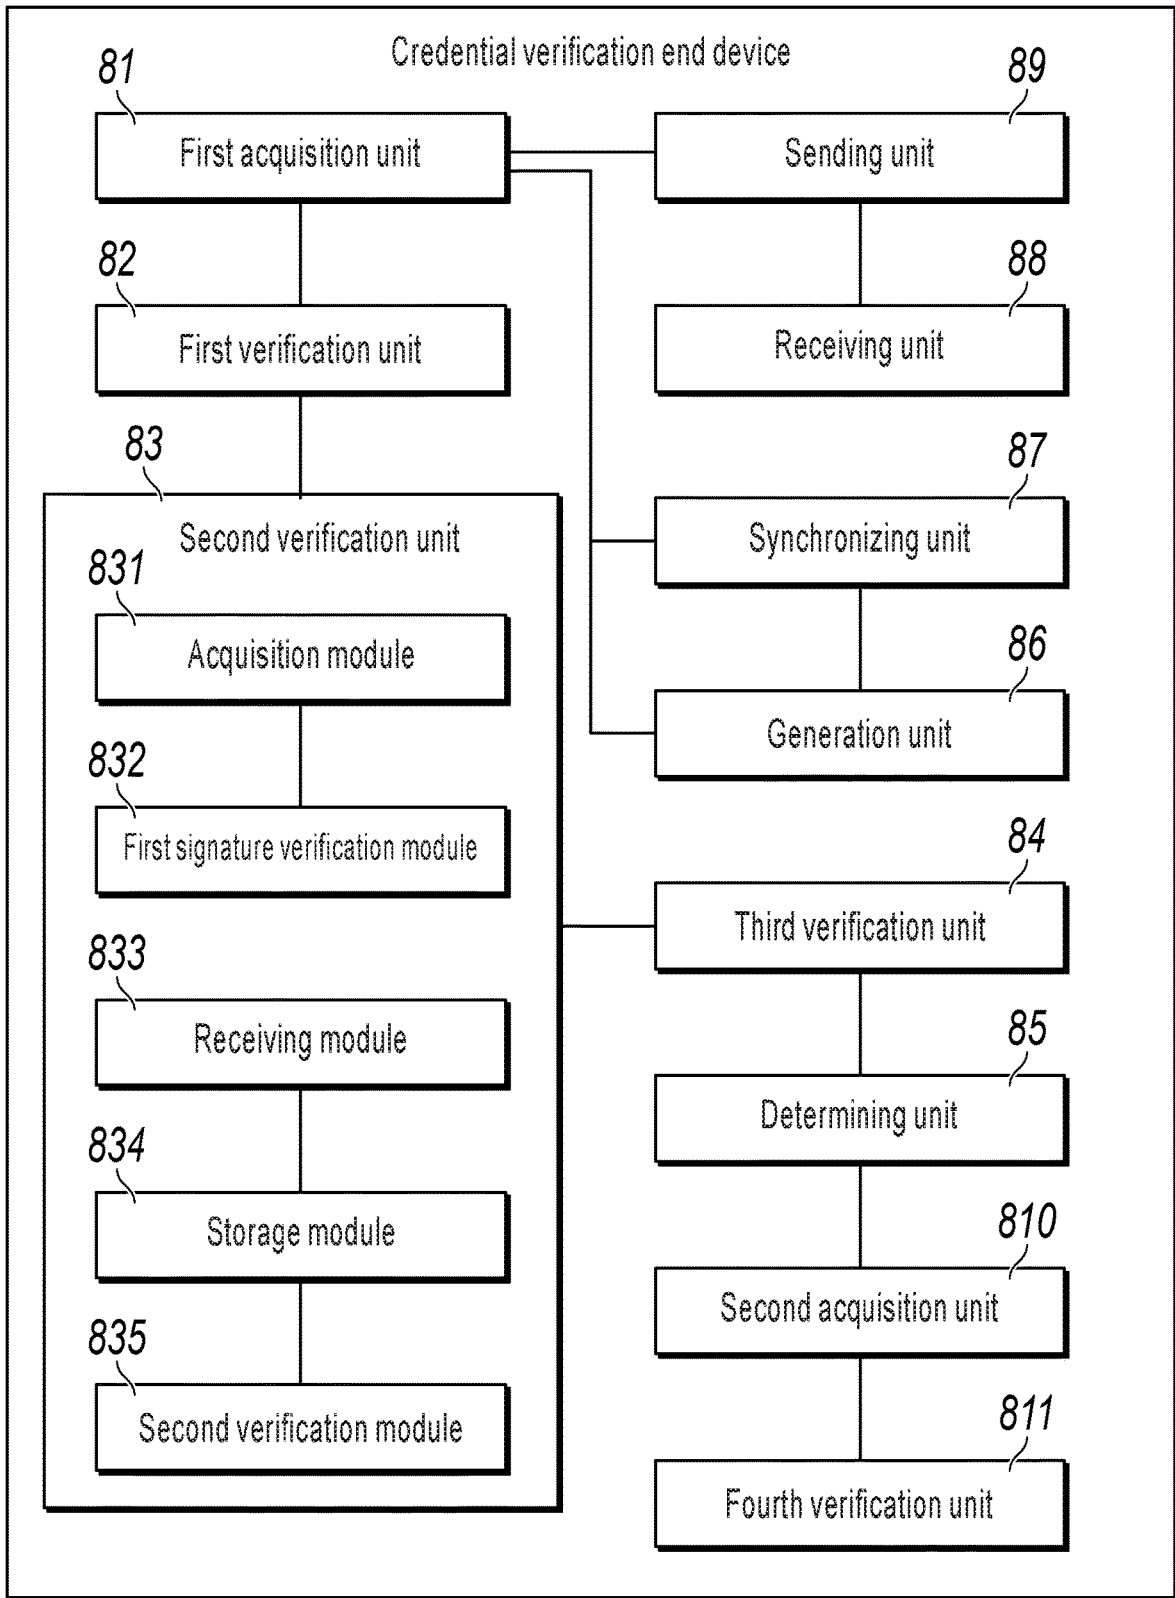 Credential verification end device
81
First acquisition unit
89
Sending unit
82
First verification unit
88
Receiving unit
83
Second verification unit
87
Synchronizing unit
831
Acquisition module
86
Generation unit
832
First signature verification module
84
Third verification unit
833
Receiving module
85
Determining unit
834
Storage module
810
Second acquisition unit
835
Second verification module
811
Fourth verification unit